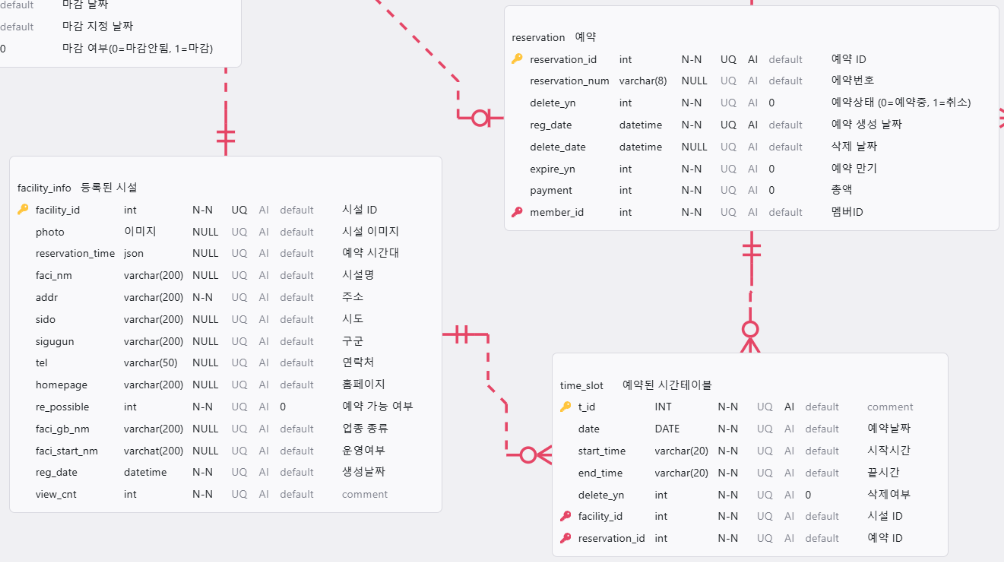 default 마감 날짜
default 마감 지정 날짜
0 마감 여부(0=마감안됨, 1=마감)
reservation 예약
reservation_id int N-N UQ AI default 예약 ID
reservation_num varchar(8) NULL UQ AI default 에약번호
delete_yn int N-N UQ AI 0 예약상태 (0=예약중, 1=취소)
reg_date datetime N-N UQ AI default 예약 생성 날짜
delete_date datetime NULL UQ AI default 삭제 날짜
expire_yn int N-N UQ AI 0 예약 만기
payment int N-N UQ AI 0 총액
member_id int N-N UQ AI default 멤버ID
facility_info 등록된 시설
facility_id int N-N UQ AI default 시설 ID
photo 이미지 NULL UQ AI default 시설 이미지
reservation_time json NULL UQ AI default 예약 시간대
faci_nm varchar(200) NULL UQ AI default 시설명
addr varchar(200) N-N UQ AI default 주소
sido varchar(200) NULL UQ AI default 시도
sigugun varchar(200) NULL UQ AI default 구군
tel varchar(50) NULL UQ AI default 연락처
homepage varchar(200) NULL UQ AI default 홈페이지
re_possible int N-N UQ AI 0 예약 가능 여부
faci_gb_nm varchar(200) NULL UQ AI default 업종 종류
faci_start_nm varchat(200) NULL UQ AI default 운영여부
reg_date datetime N-N UQ AI default 생성날짜
view_cnt int N-N UQ AI default comment
time_slot 예약된 시간테이블
t_id INT N-N UQ AI default comment
date DATE N-N UQ AI default 예약날짜
start_time varchar(20) N-N UQ AI default 시작시간
end_time varchar(20) N-N UQ AI default 끝시간
delete_yn int N-N UQ AI 0 삭제여부
facility_id int N-N UQ AI default 시설 ID
reservation_id int N-N UQ AI default 예약 ID